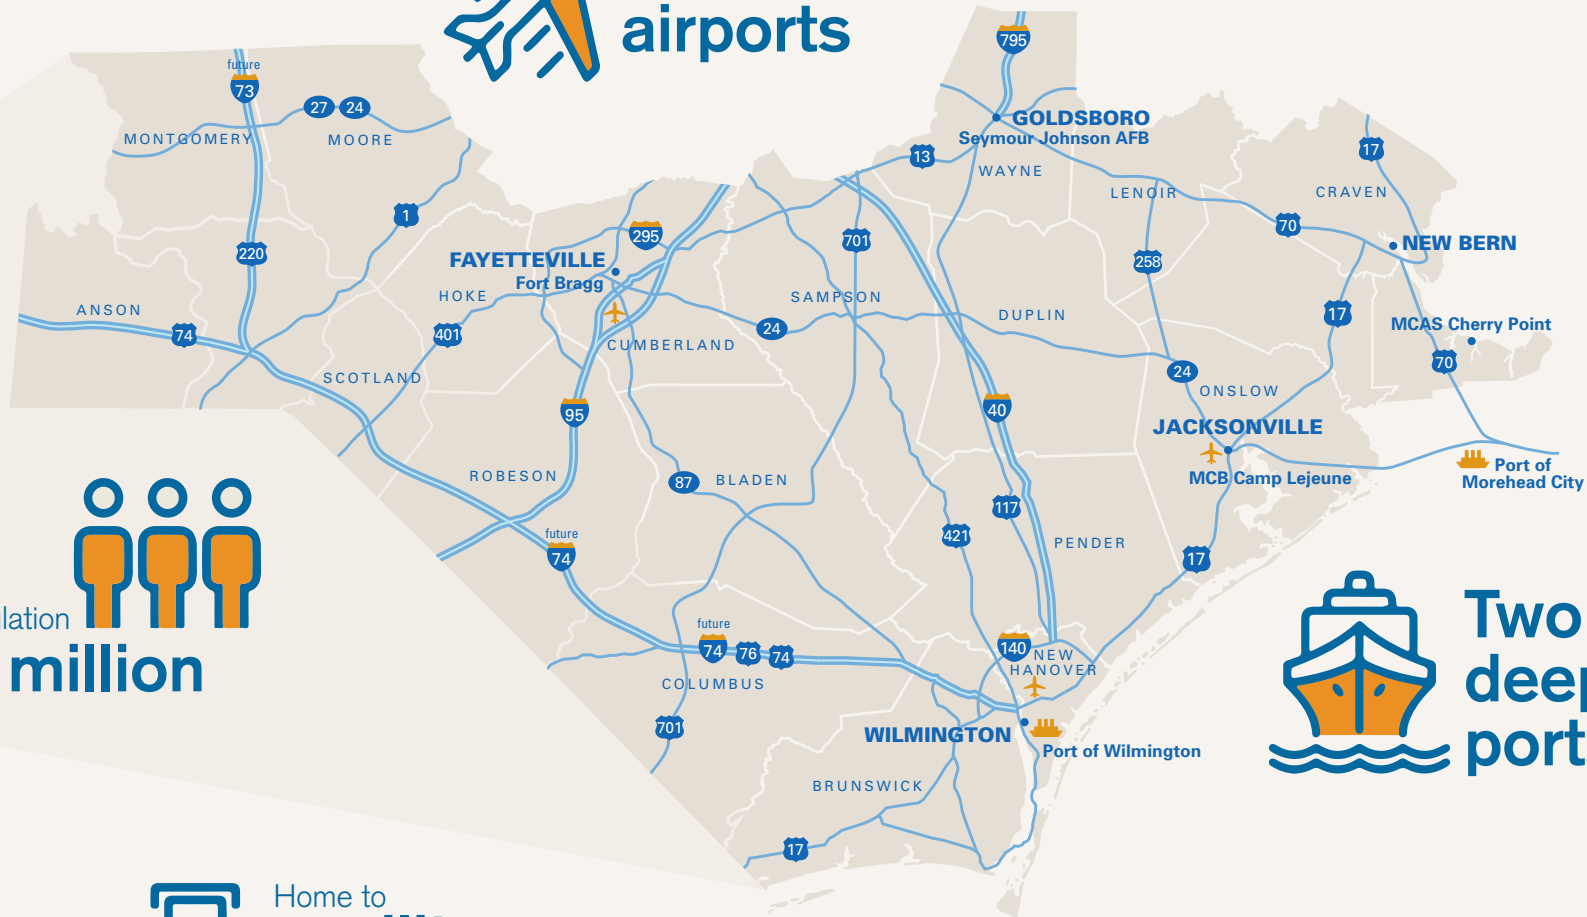 airports
795
future
73
27
24
GOLDSBORO
Seymour Johnson AFB
MONTGOMERY
MOORE
13
17
WAYNE
LENOIR
CRAVEN
1
295
701
70
220
258
NEW BERN
FAYETTEVILLE
Fort Bragg
HOKE
SAMPSON
ANSON
74
401
24
DUPLIN
17
MCAS Cherry Point
CUMBERLAND
70
SCOTLAND
24
ONSLOW
95
40
JACKSONVILLE
ROBESON
87
BLADEN
MCB Camp Lejeune
Port of
Morehead City
117
421
PENDER
future
74
17
lation
million
future
74
76
74
140
NEW
HANOVER
COLUMBUS
701
WILMINGTON
Port of Wilmington
Two
deep
ports
BRUNSWICK
17
Home to